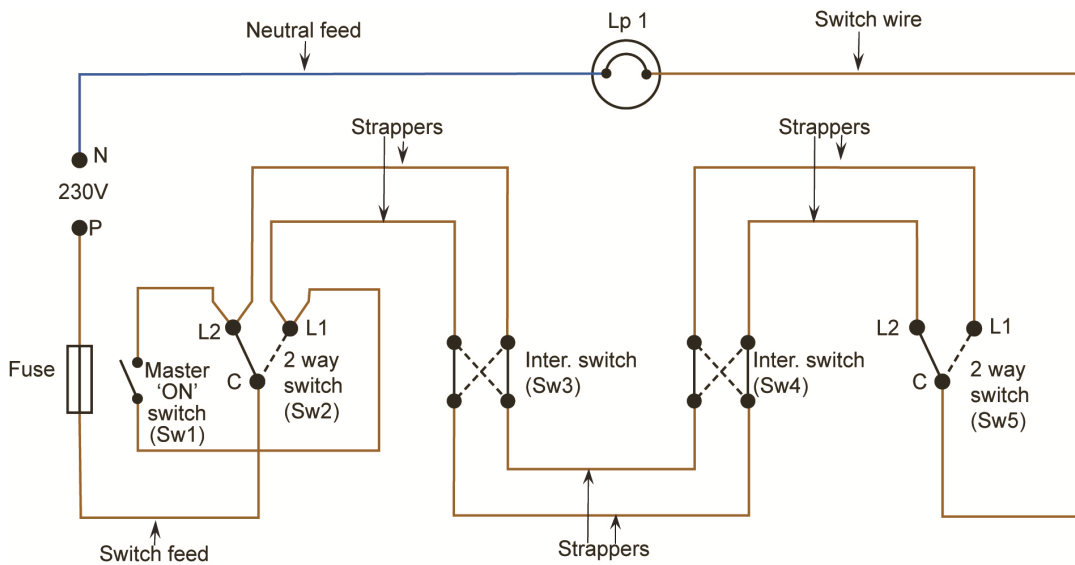 Lp 1
Neutral feed
Switch wire
Strappers
Strappers
N
230V
P
L2
L1
L2
L1
Fuse
Master
‘ON’
switch
(Sw1)
C
2 way
switch
(Sw2)
Inter. switch
(Sw3)
Inter. switch
(Sw4)
C
2 way
switch
(Sw5)
Switch feed
Strappers